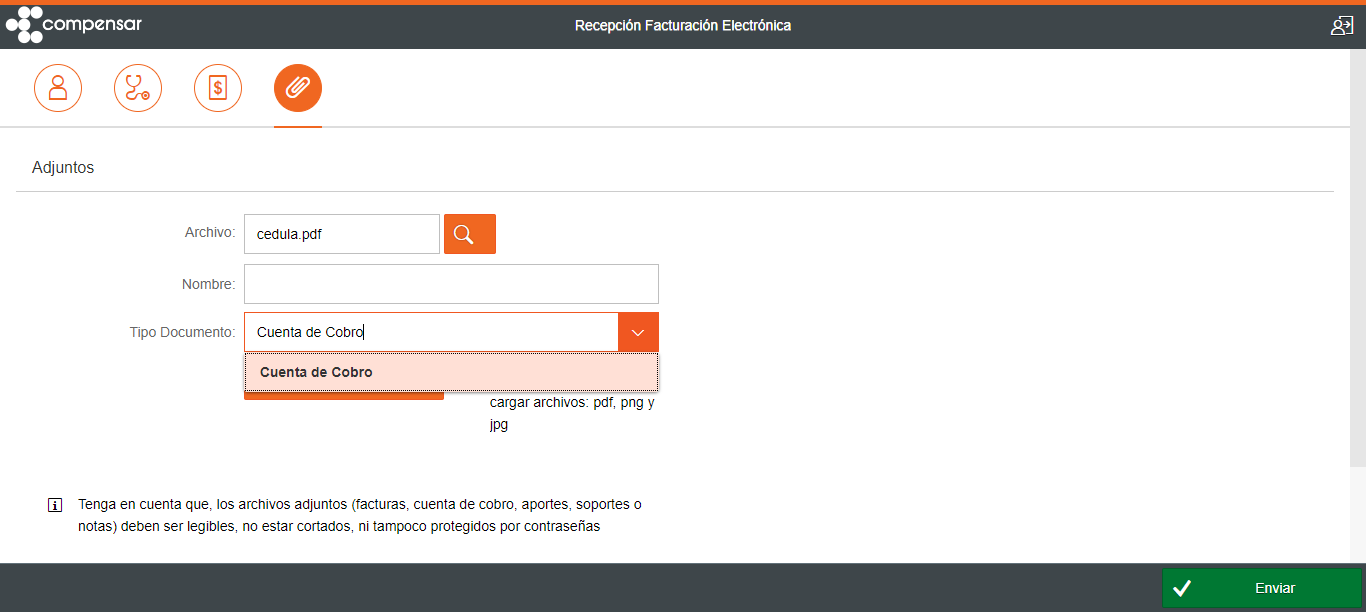 compensar
Recepción Facturación Electrónica
$
Adjuntos
Archivo: cedula.pdf
Nombre:
Tipo Documento: Cuenta de Cobro
Cuenta de Cobro
cargar archivos: pdf, png y
jpg
Tenga en cuenta que, los archivos adjuntos (facturas, cuenta de cobro, aportes, soportes o
notas) deben ser legibles, no estar cortados, ni tampoco protegidos por contraseñas
Enviar